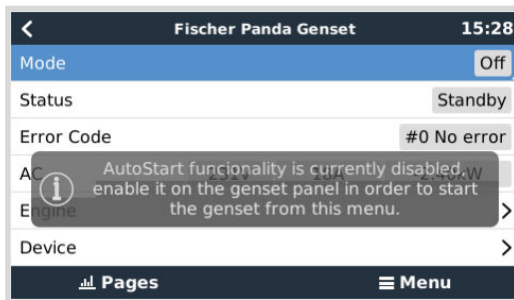 Fischer Panda Genset 15:28
Mode Off
Status Standby
Error Code #0 No error
AC
AutoStart funcionality is currently disabled,
enable it on the genset panel in order to start
the genset from this menu.
Engine
Device
Pages Menu